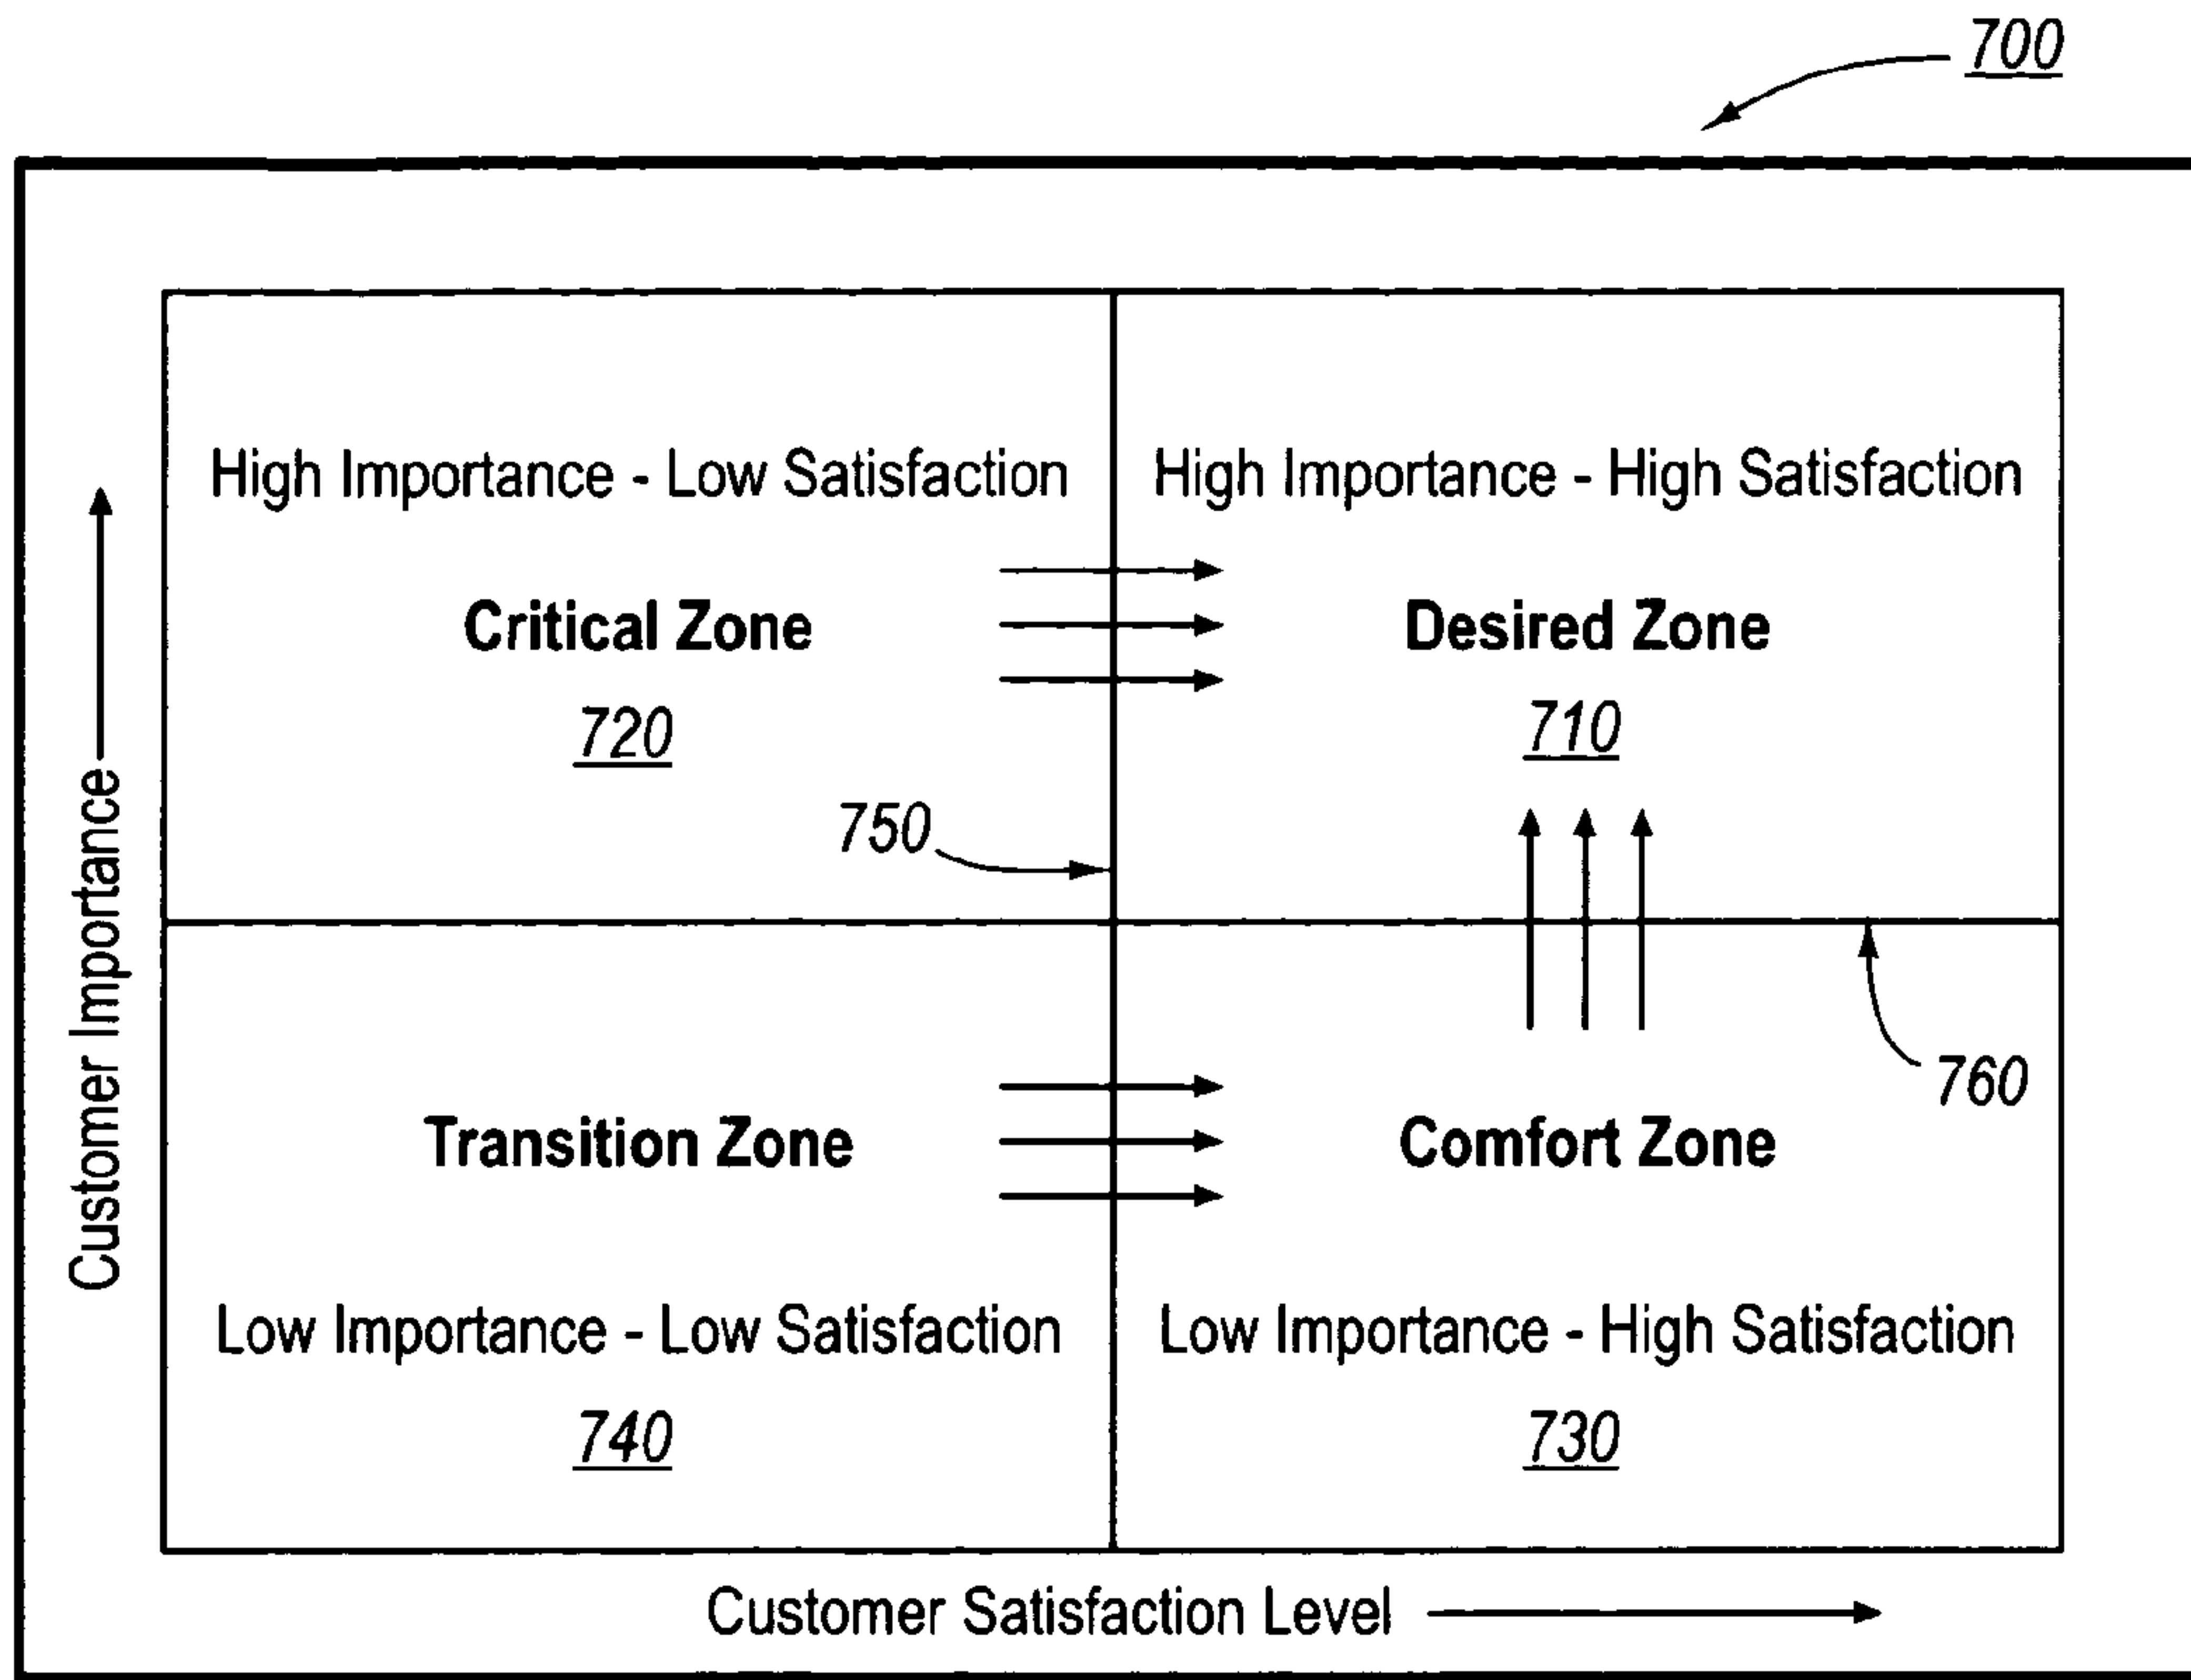 700
High Importance - Low Satisfaction
Critical Zone
720
High Importance - High Satisfaction
Desired Zone
710
750
Customer Importance
Transition Zone
Low Importance - Low Satisfaction
740
760
Comfort Zone
Low Importance - High Satisfaction
730
Customer Satisfaction Level